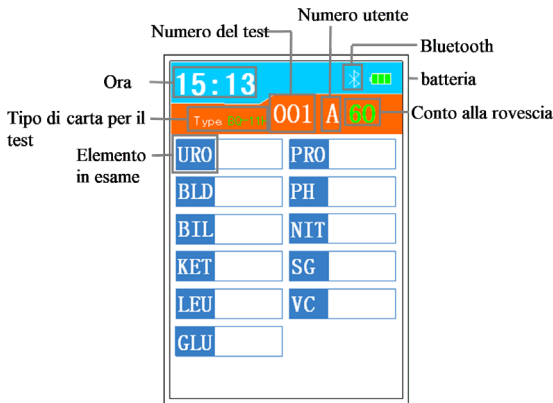 Numero utente
Numero del test
Bluetooth
Ora
15:13
batteria
Tipo di carta per il
test
Type
001
A
60
Conto alla rovescia
Elemento
in esame
URO
PRO
BLD
PH
BIL
NIT
KET
SG
LEU
VC
GLU